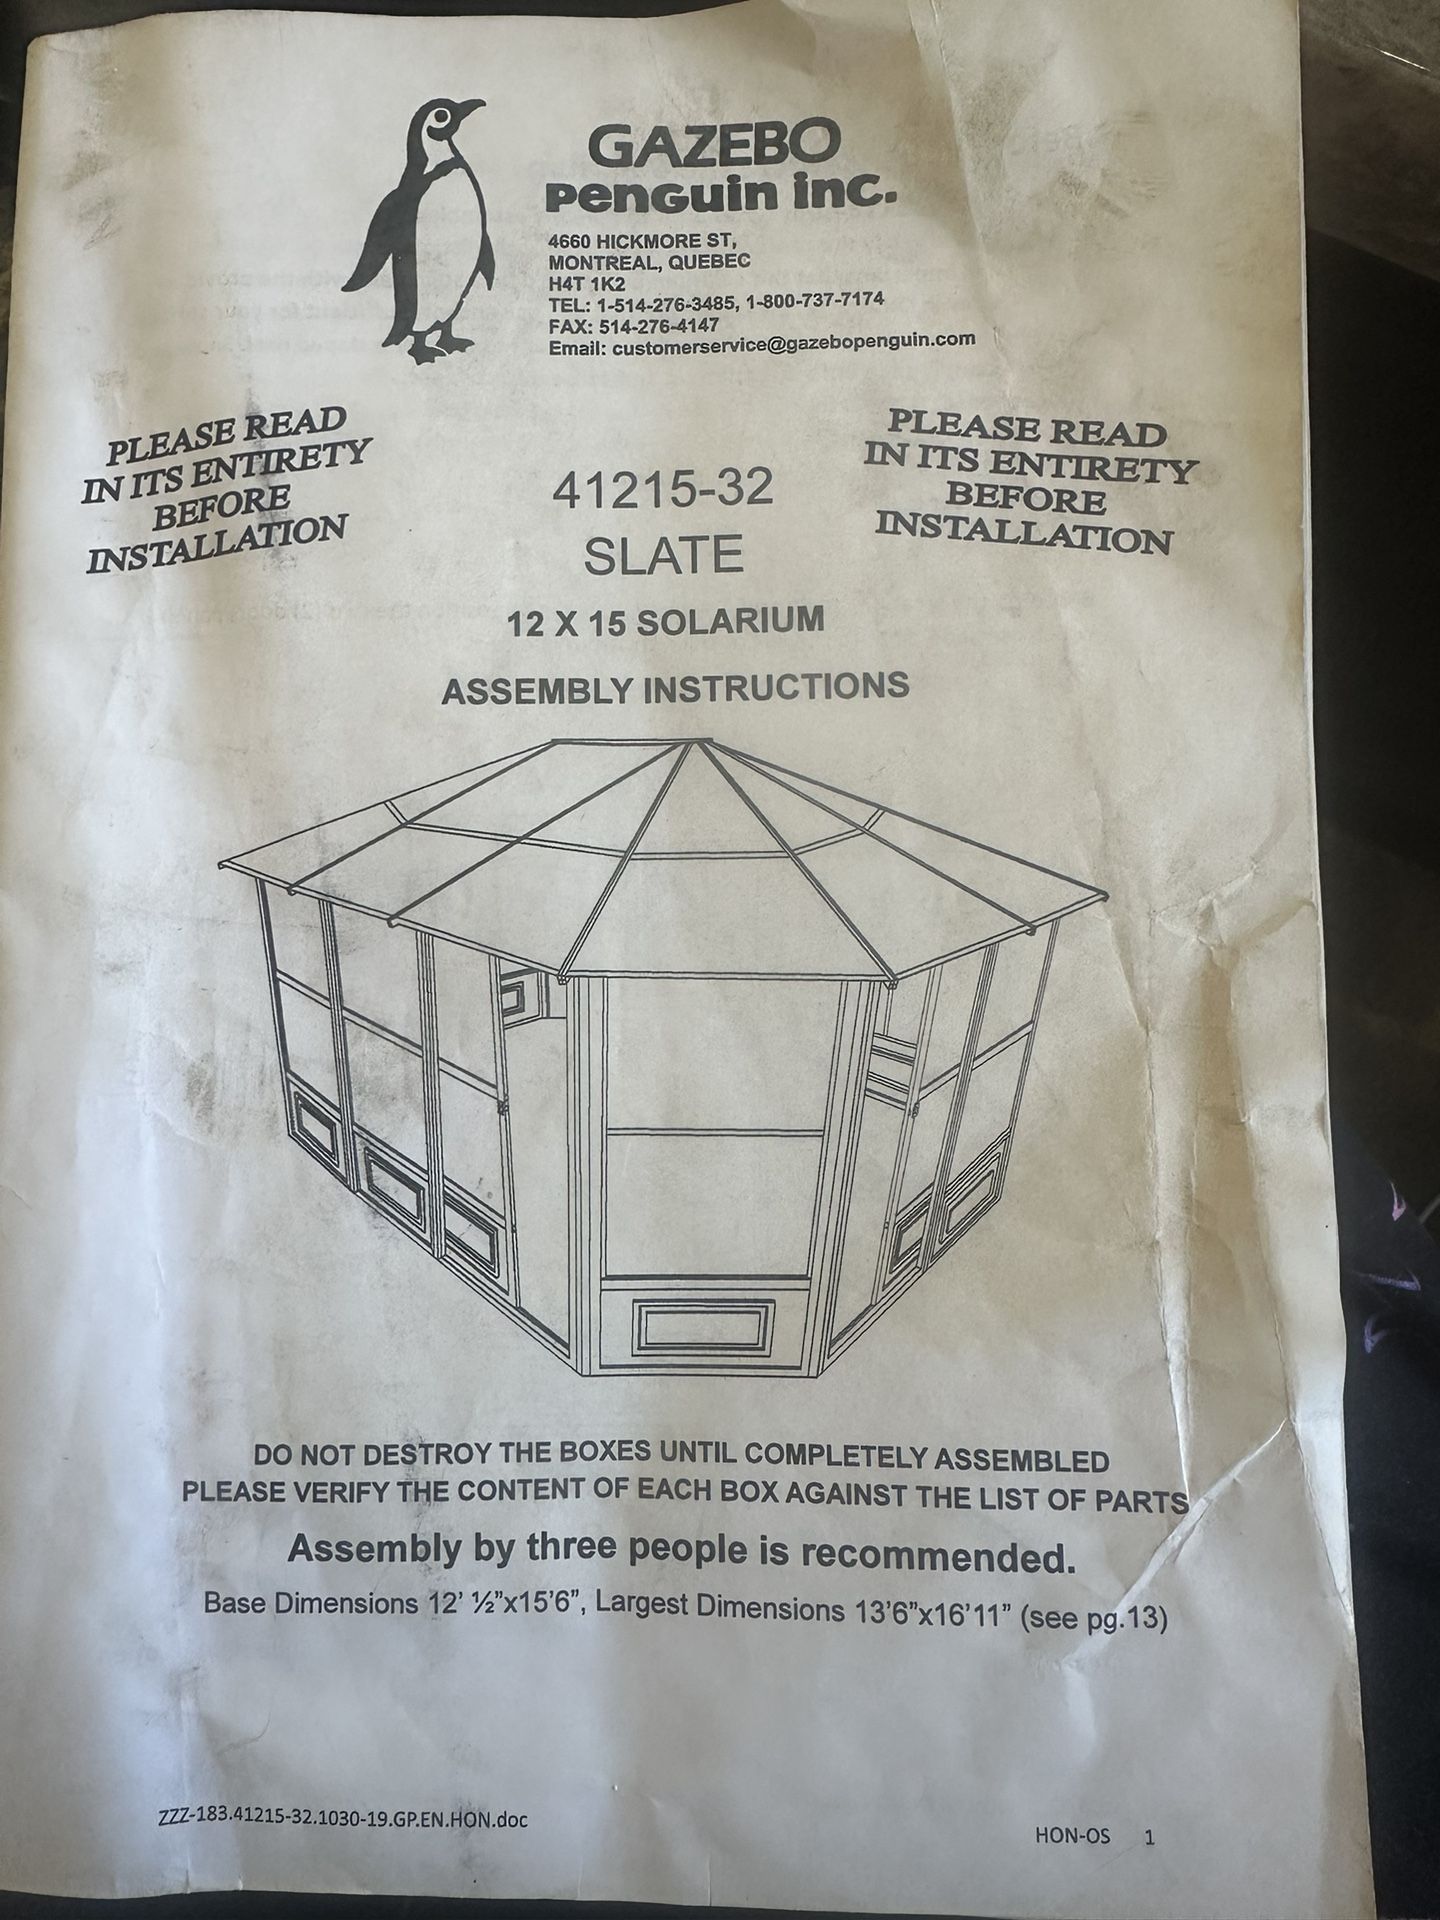 GAZEBO
PENGUIN INC.
4660 HICKMORE ST,
MONTREAL, QUEBEC
H4T 1K2
TEL: 1-514-276-3485, 1-800-737-7174
FAX: 514-276-4147
Email: customerservice@gazebopenguin.com
PLEASE READ
IN ITS ENTIRETY
BEFORE
INSTALLATION
PLEASE READ
IN ITS ENTIRETY
BEFORE
INSTALLATION
41215-32
SLATE
12 X 15 SOLARIUM
ASSEMBLY INSTRUCTIONS
DO NOT DESTROY THE BOXES UNTIL COMPLETELY ASSEMBLED
PLEASE VERIFY THE CONTENT OF EACH BOX AGAINST THE LIST OF PARTS
Assembly by three people is recommended.
Base Dimensions 12' ½"x15'6", Largest Dimensions 13'6"x16'11" (see pg.13)
ZZZ-183.41215-32.1030-19.GP.EN.HON.doc
HON-OS 1